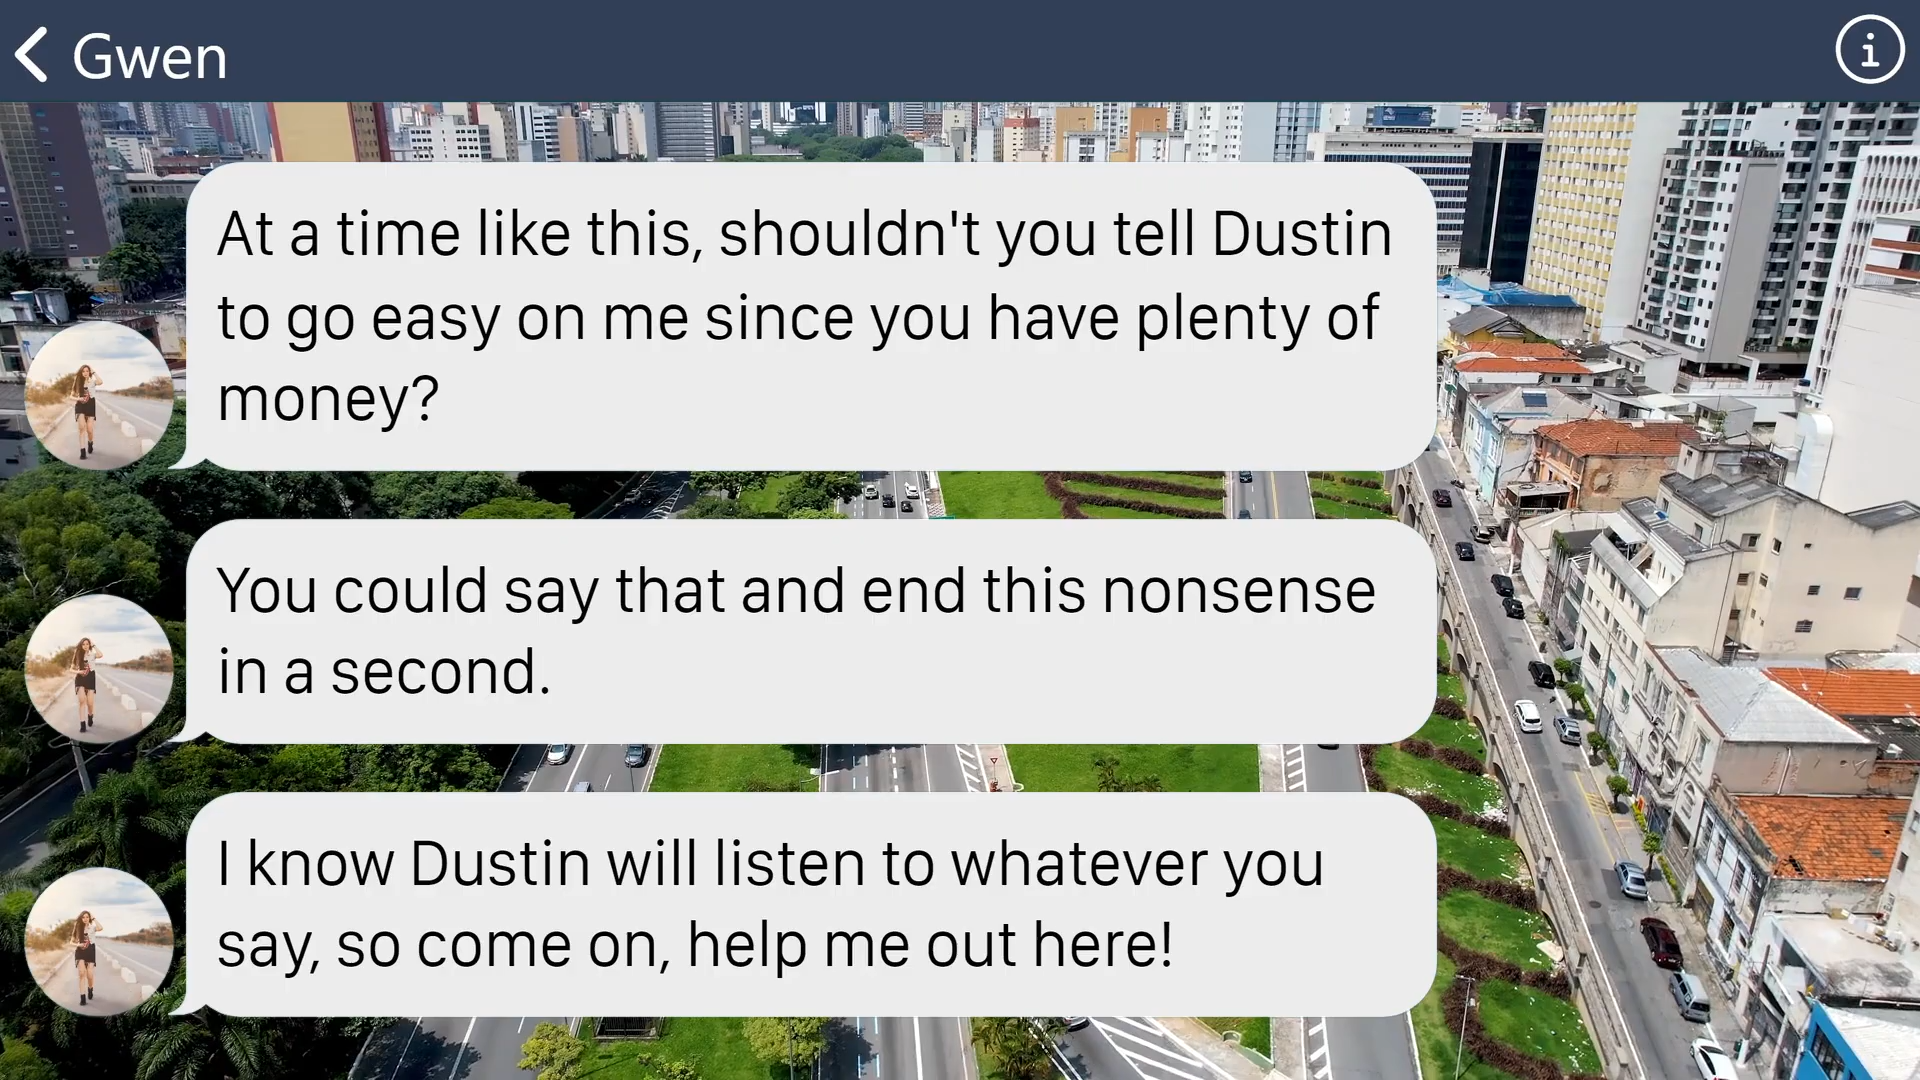 Gwen
At a time like this, shouldn't you tell Dustin
to go easy on me since you have plenty of
money?
You could say that and end this nonsense
in a second.
I know Dustin will listen to whatever you
say, so come on, help me out here!